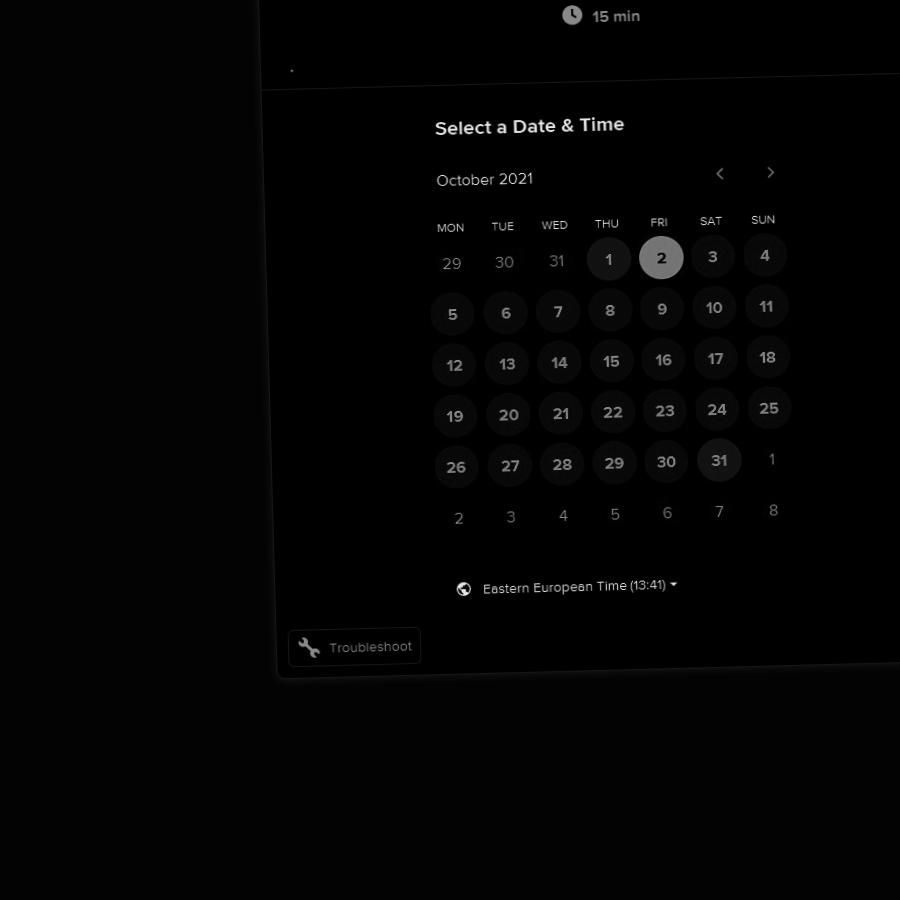 15 min
Select a Date & Time
October 2021
MON TUE WED THU FRI SAT SUN
29 30 31 1 2 3 4
5 6 7 8 9 10 11
12 13 14 15 16 17 18
19 20 21 22 23 24 25
26 27 28 29 30 31 1
2 3 4 5 6 7 8
Eastern European Time (13:41)
Troubleshoot